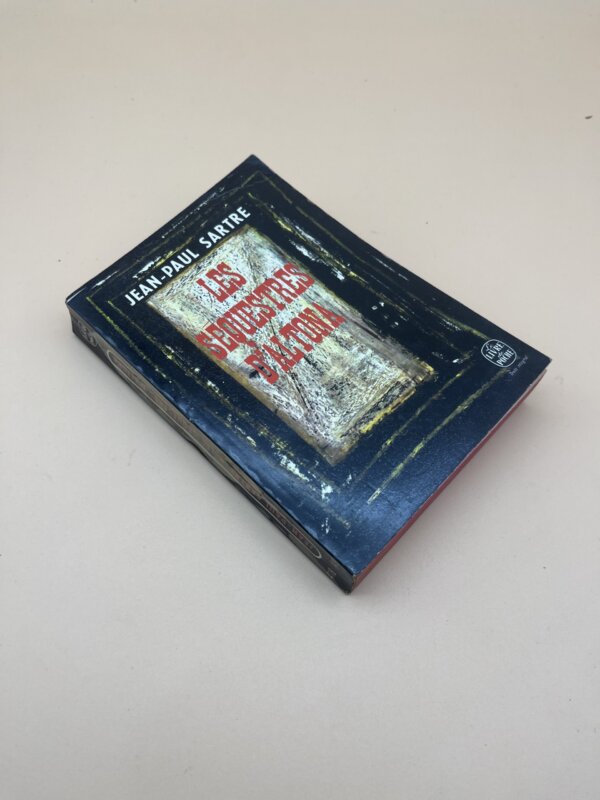 JEAN-PAUL SARTRE
LES
SÉQUESTRÉS
D'ALTONA
LE
LIVRE
DE
POCHE